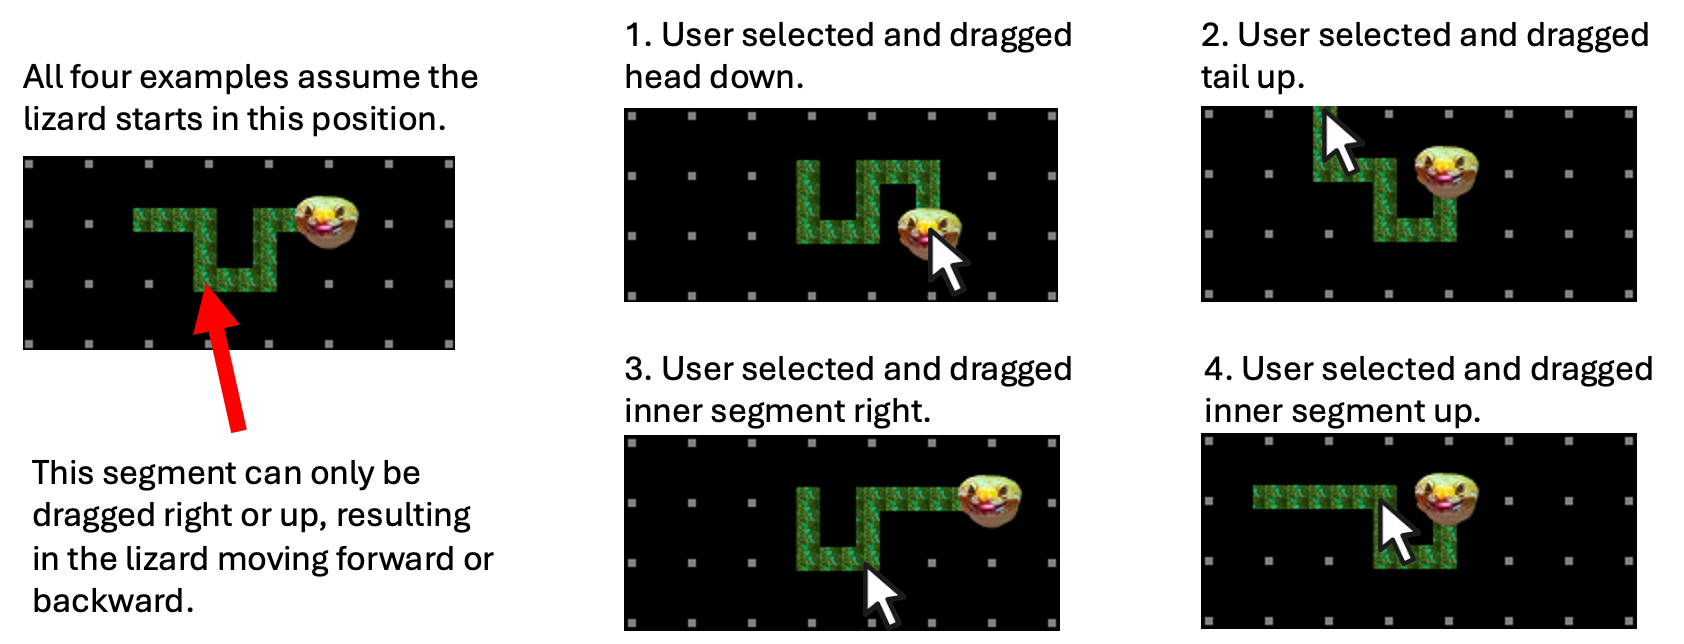 All four examples assume the
lizard starts in this position.
This segment can only be
dragged right or up, resulting
in the lizard moving forward or
backward.
1. User selected and dragged
head down.
2. User selected and dragged
tail up.
3. User selected and dragged
inner segment right.
4. User selected and dragged
inner segment up.